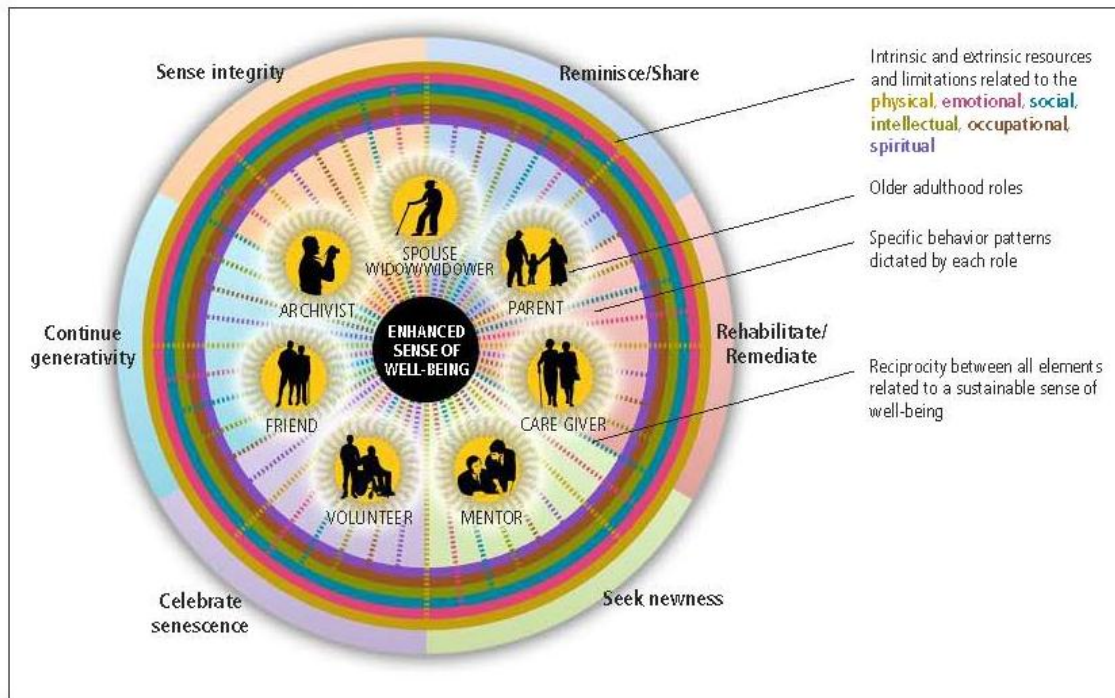 Sense integrity
Reminisce/Share
Intrinsic and extrinsic resources
and limitations related to the
physical, emotional, social,
intellectual, occupational,
spiritual
Older adulthood roles
Specific behavior patterns
dictated by each role
SPOUSE
WIDOW/WIDOWER
ARCHIVIST
PARENT
Continue
generativity
ENHANCED
SENSE OF
WELL-BEING
Rehabilitate/
Remediate
Reciprocity between all elements
related to a sustainable sense of
well-being
FRIEND
CARE GIVER
VOLUNTEER
MENTOR
Celebrate
senescence
Seek newness